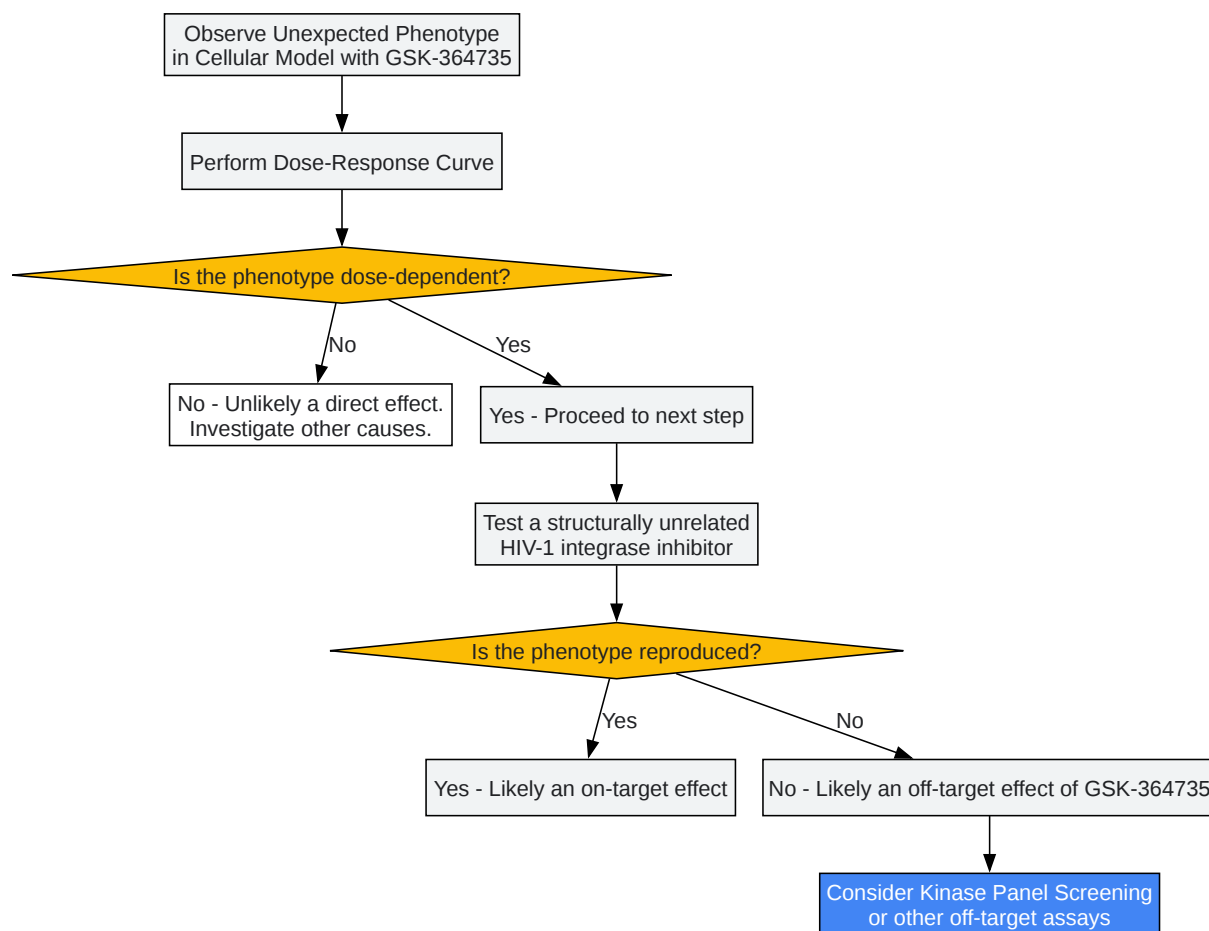 Observe Unexpected Phenotype
in Cellular Model with GSK-364735
Perform Dose-Response Curve
Is the phenotype dose-dependent?
No
Yes
No - Unlikely a direct effect.
Investigate other causes.
Yes - Proceed to next step
Test a structurally unrelated
HIV-1 integrase inhibitor
Is the phenotype reproduced?
Yes
No
Yes - Likely an on-target effect
No - Likely an off-target effect of GSK-364735
Consider Kinase Panel Screening
or other off-target assays